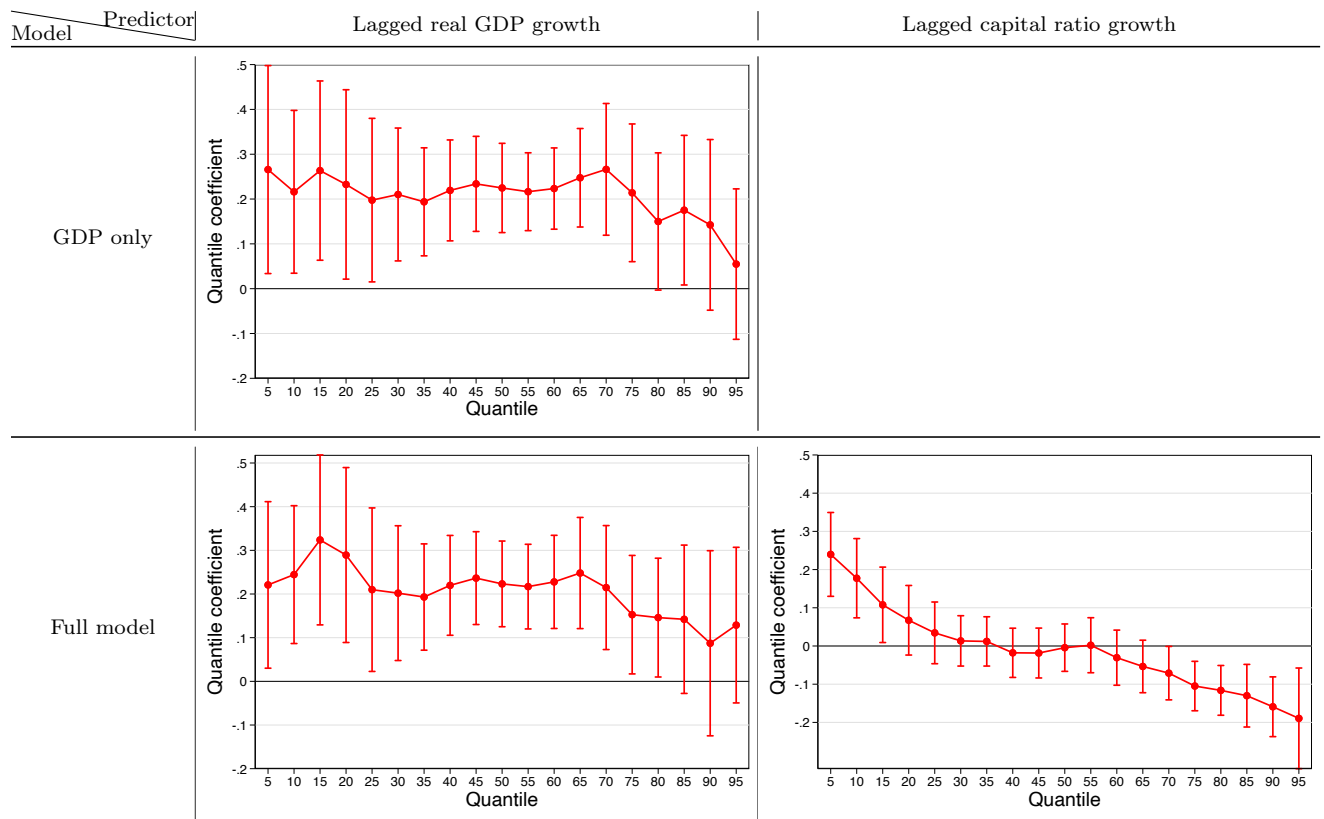 Predictor
Model
Lagged real GDP growth
Lagged capital ratio growth
GDP only
Quantile coefficient
.5
.4
.3
.2
.1
0
-.1
-.2
5 10 15 20 25 30 35 40 45 50 55 60 65 70 75 80 85 90 95
Quantile
Full model
Quantile coefficient
.5
.4
.3
.2
.1
0
-.1
-.2
5 10 15 20 25 30 35 40 45 50 55 60 65 70 75 80 85 90 95
Quantile
Quantile coefficient
.5
.4
.3
.2
.1
0
-.1
-.2
5 10 15 20 25 30 35 40 45 50 55 60 65 70 75 80 85 90 95
Quantile